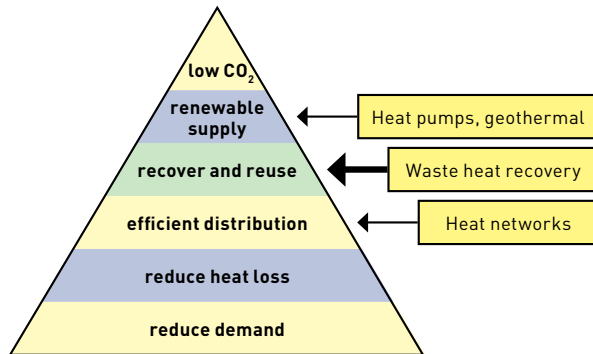 low CO₂
renewable
supply
Heat pumps, geothermal
recover and reuse
Waste heat recovery
efficient distribution
Heat networks
reduce heat loss
reduce demand